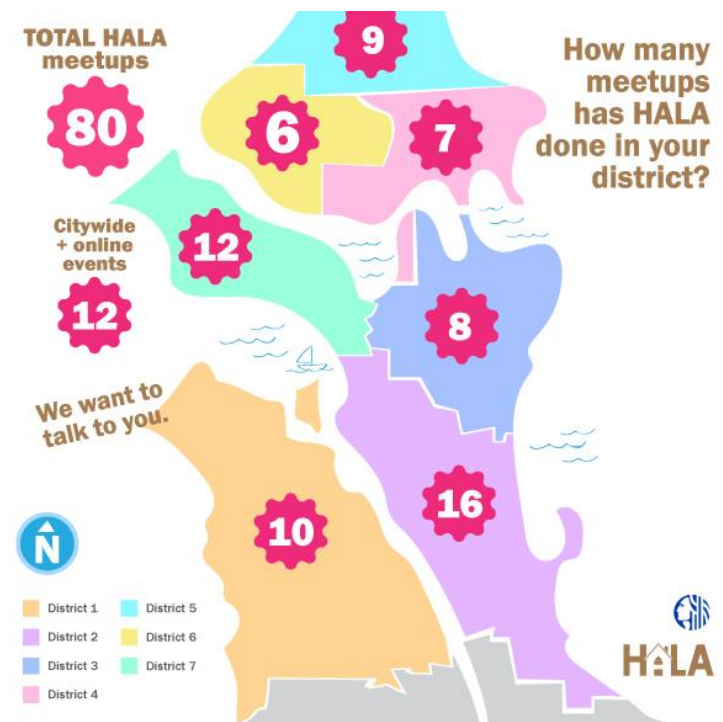 TOTAL HALA
meetups
80
Citywide
+ online
events
12
We want to
talk to you.
How many
meetups
has HALA
done in your
district?
9
6
7
12
8
10
16
N
District 1
District 2
District 3
District 4
District 5
District 6
District 7
HALA